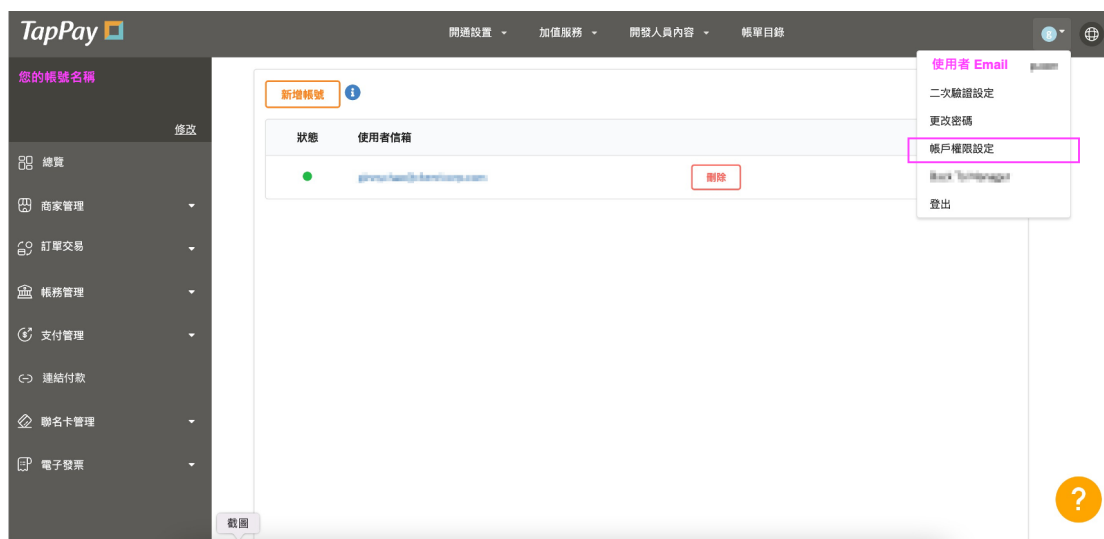 TapPay
開通設置
加值服務
開發人員內容
帳單目錄
g
您的帳號名稱
修改
總覽
商家管理
訂單交易
帳務管理
支付管理
連結付款
聯名卡管理
電子發票
新增帳號
狀態 使用者信箱
刪除
使用者 Email
二次驗證設定
更改密碼
帳戶權限設定
登出
截圖
?